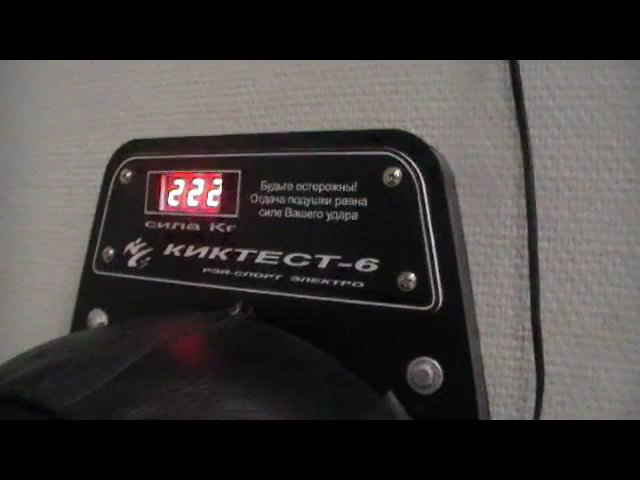 222
Будьте осторожны!
Отдача подушки равна
силе Вашего удара
сила Кг
КИКТЕСТ-6
РЭЙ-СПОРТ ЭЛЕКТРО